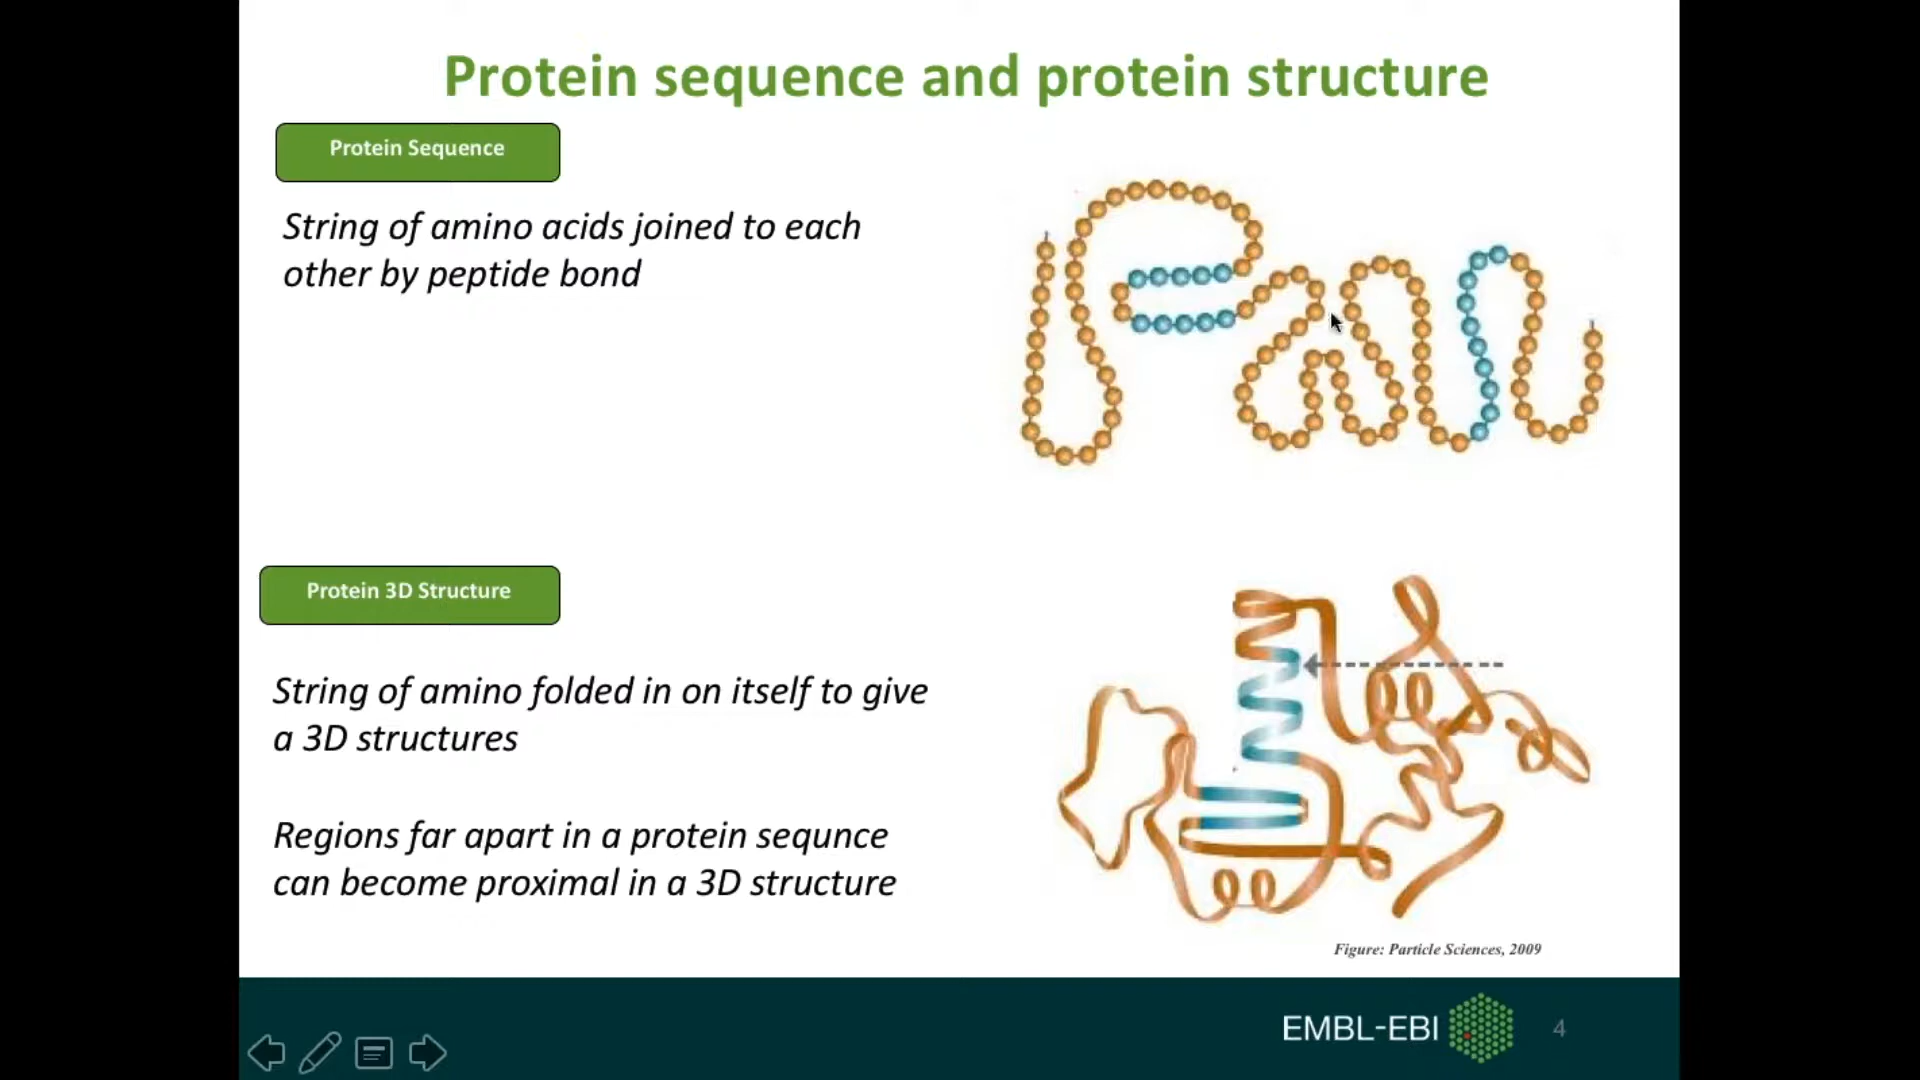 Protein sequence and protein structure
Protein Sequence
String of amino acids joined to each
other by peptide bond
Protein 3D Structure
String of amino folded in on itself to give
a 3D structures
Regions far apart in a protein sequnce
can become proximal in a 3D structure
Figure: Particle Sciences, 2009
EMBL-EBI
4